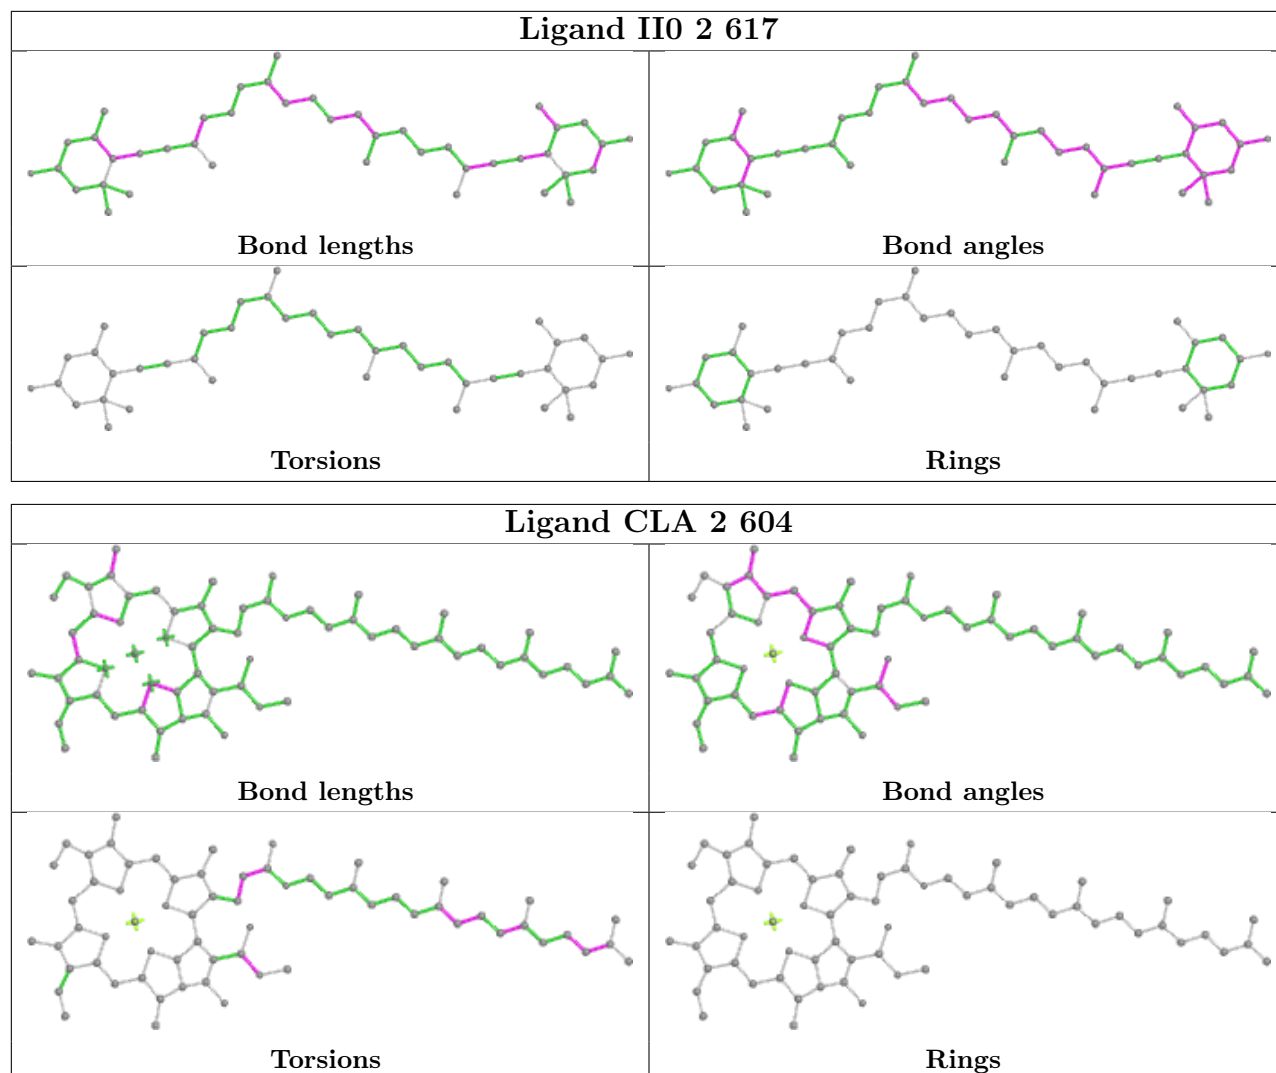 Ligand II0 2 617
Bond lengths
Bond angles
Torsions
Rings
Ligand CLA 2 604
Bond lengths
Bond angles
Torsions
Rings